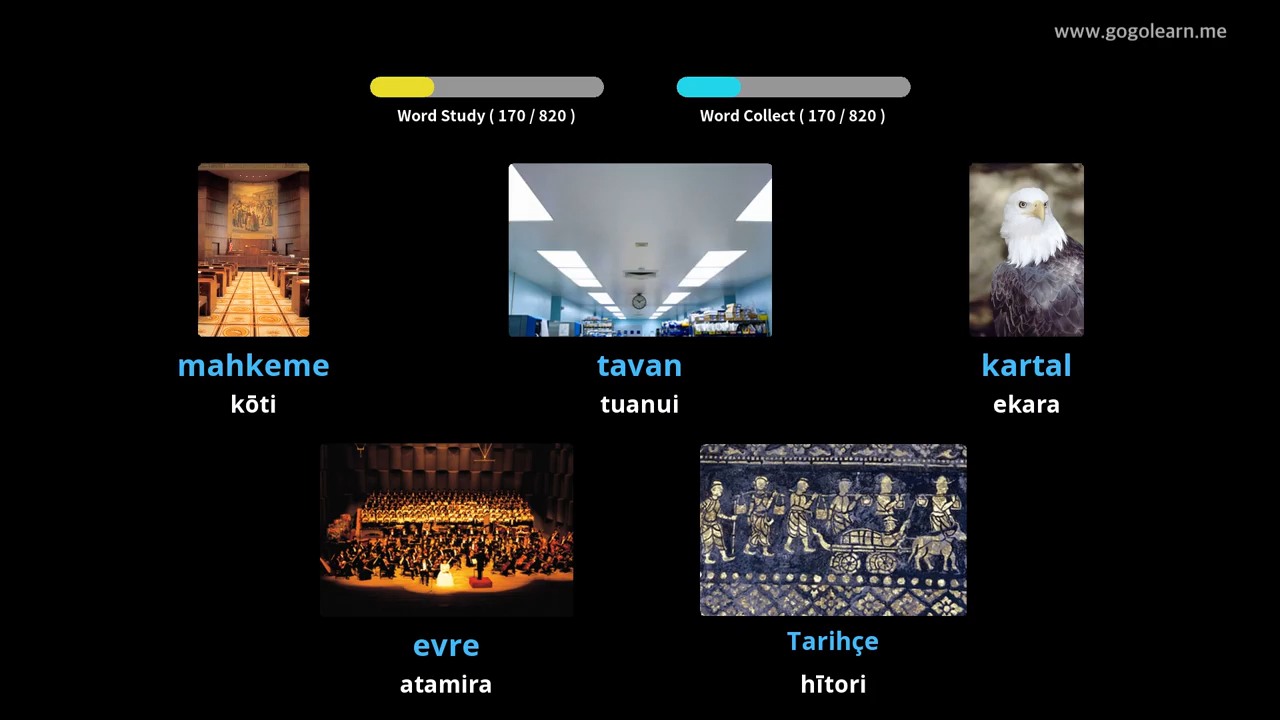 www.gogolearn.me
Word Study ( 170 / 820 )
Word Collect ( 170 / 820 )
mahkeme
kōti
tavan
tuanui
kartal
ekara
evre
atamira
Tarihçe
hītori